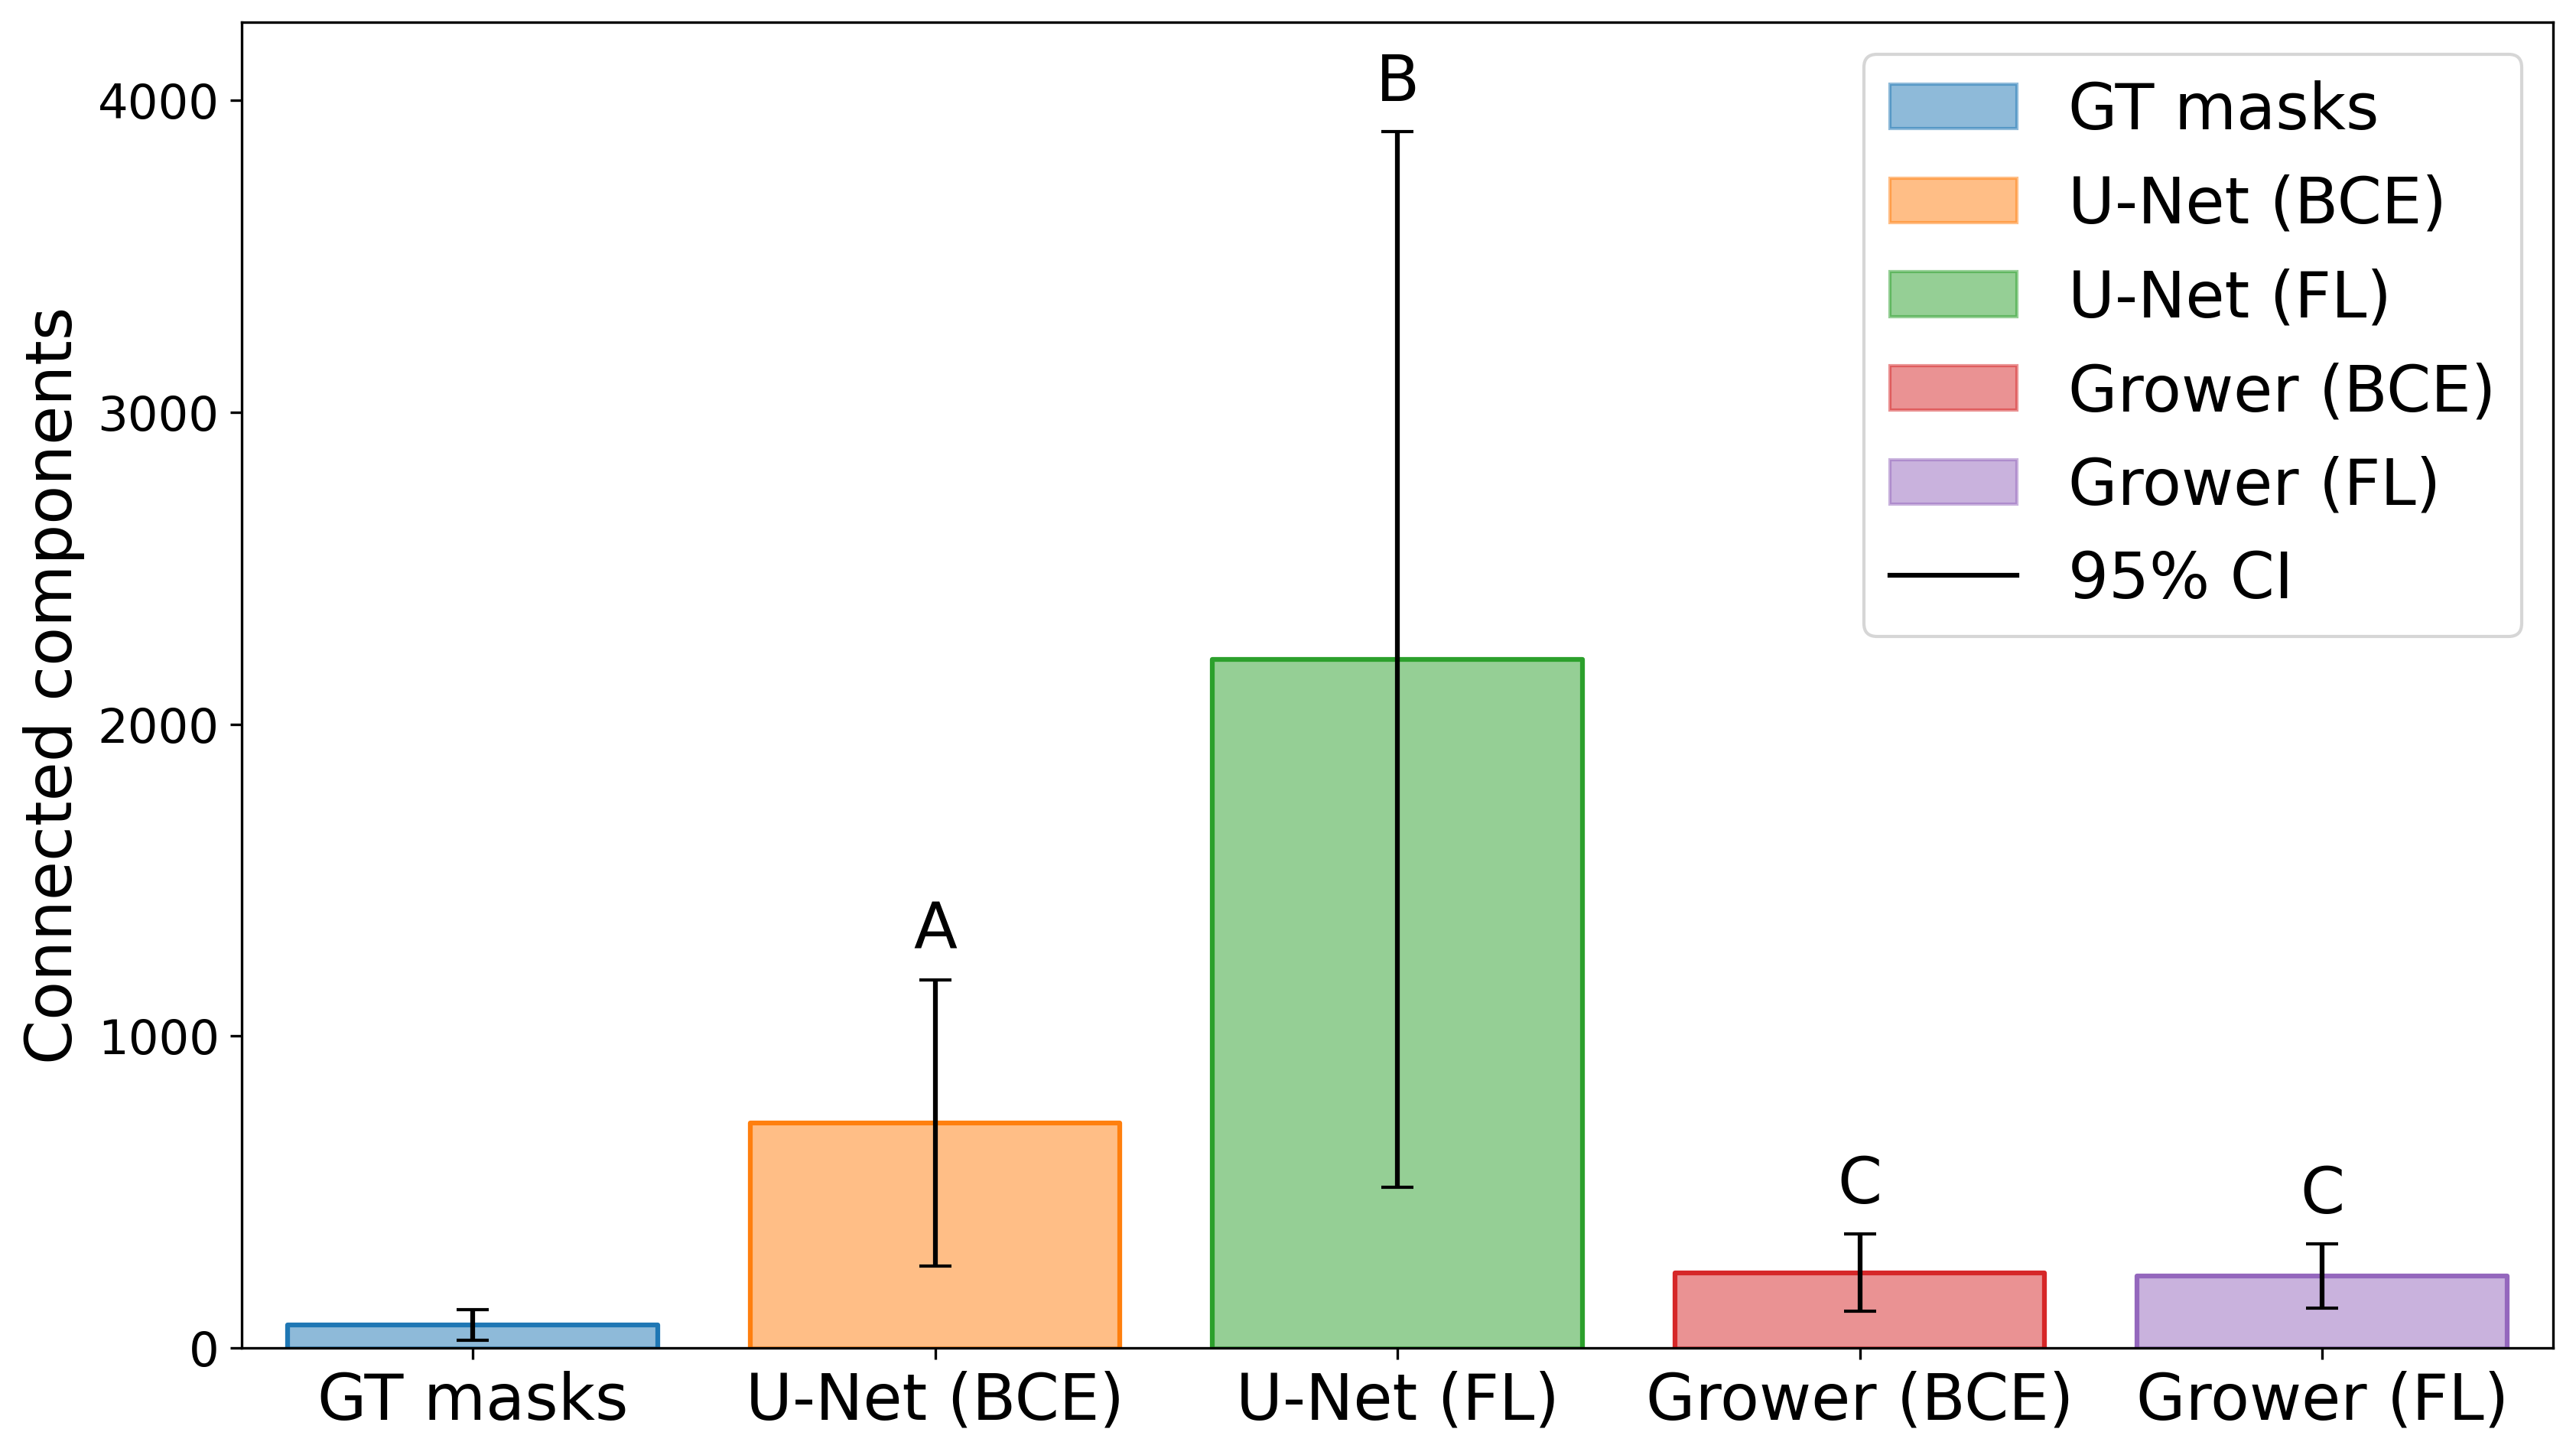 Connected components
4000
3000
2000
1000
0
A
B
C
C
GT masks
U-Net (BCE)
U-Net (FL)
Grower (BCE)
Grower (FL)
GT masks
U-Net (BCE)
U-Net (FL)
Grower (BCE)
Grower (FL)
95% CI